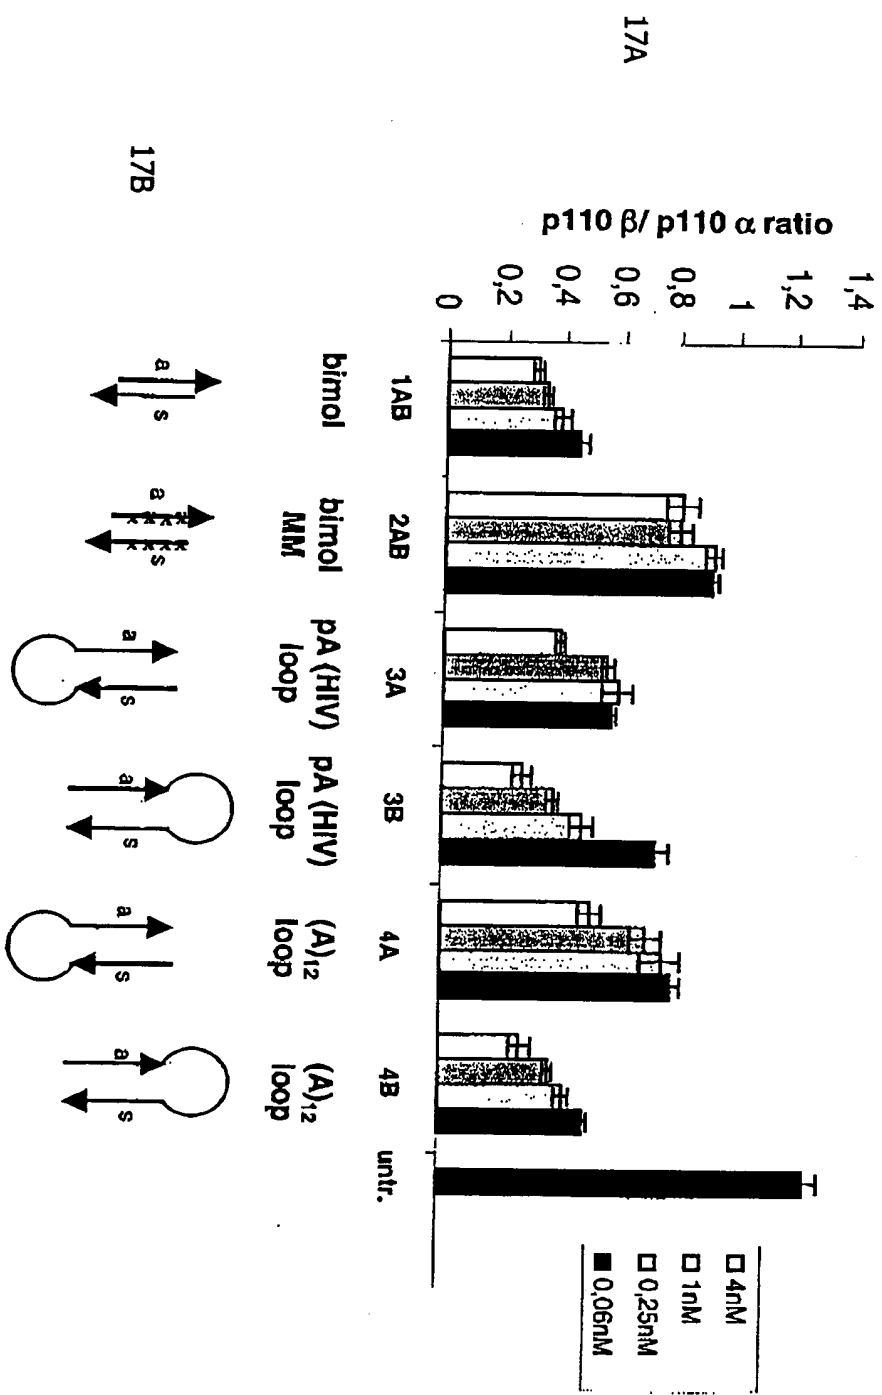 17A
p110 β/ p110 α ratio
1,4
1,2
1
0,8
0,6
0,4
0,2
0
4nM
1nM
0,25nM
0,06nM
1AB
2AB
3A
3B
4A
4B
untr.
bimol
bimol
MM
pA (HIV)
loop
pA (HIV)
loop
(A)12
loop
(A)12
loop
17B
a
s
a
s
a
s
a
s
a
s
a
s